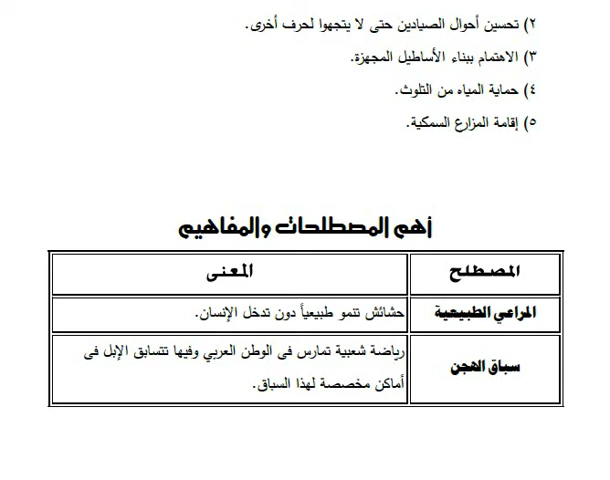 ٢) تحسين أحوال الصيادين حتى لا يتجهوا لحرف أخرى.
٣) الاهتمام ببناء الأساطيل المجهزة.
٤) حماية المياه من التلوث.
٥) إقامة المزارع السمكية.
أهم المصطلحات والمفاهيم
المصطلح المعنى
المراعي الطبيعية حشائش تنمو طبيعياً دون تدخل الإنسان.
سباق الهجن رياضة شعبية تمارس فى الوطن العربي وفيها تتسابق الإبل فى
أماكن مخصصة لهذا السباق.